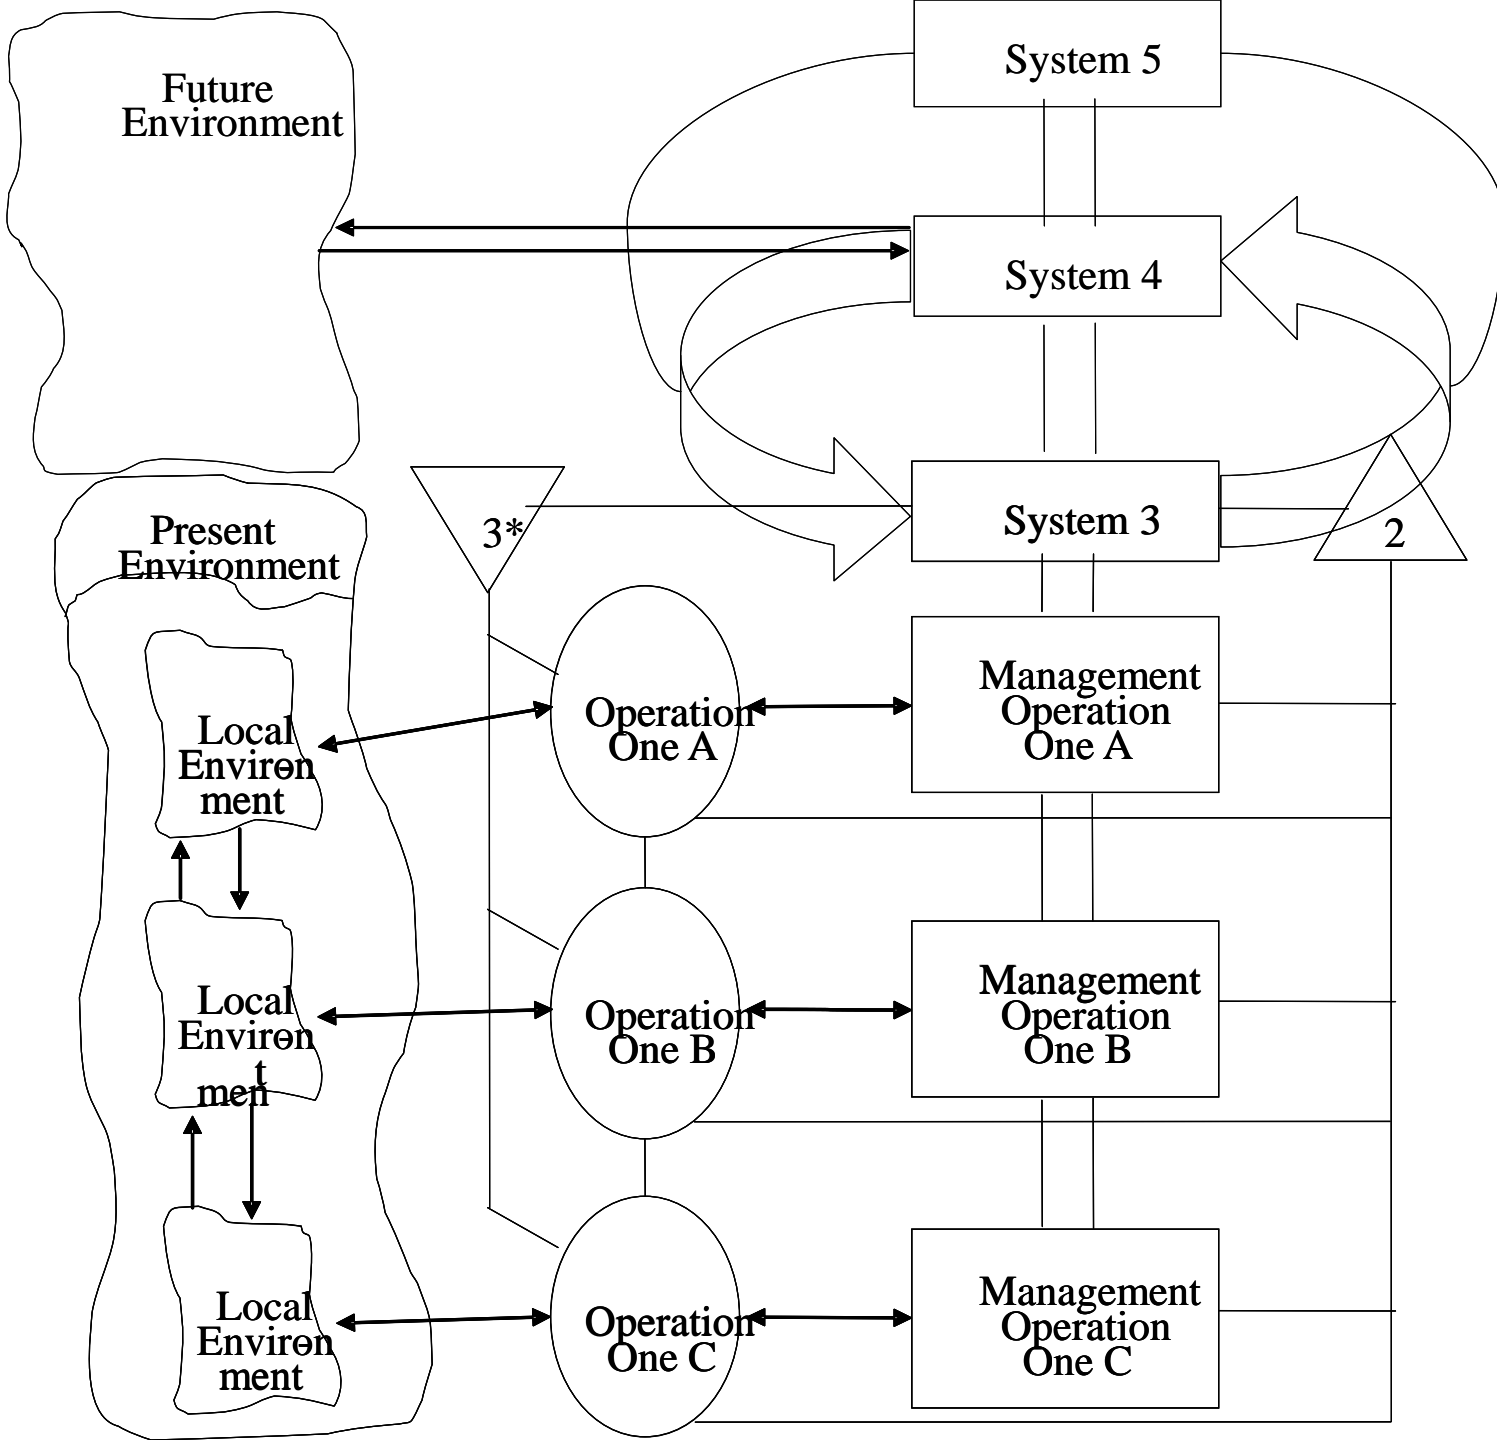 System 5
Future
Environment
System 4
Present
Environment
3*
System 3
2
Local
Environ-
ment
Operation
One A
Management
Operation
One A
Local
Environ-
t
men
Operation
One B
Management
Operation
One B
Local
Environ-
ment
Operation
One C
Management
Operation
One C